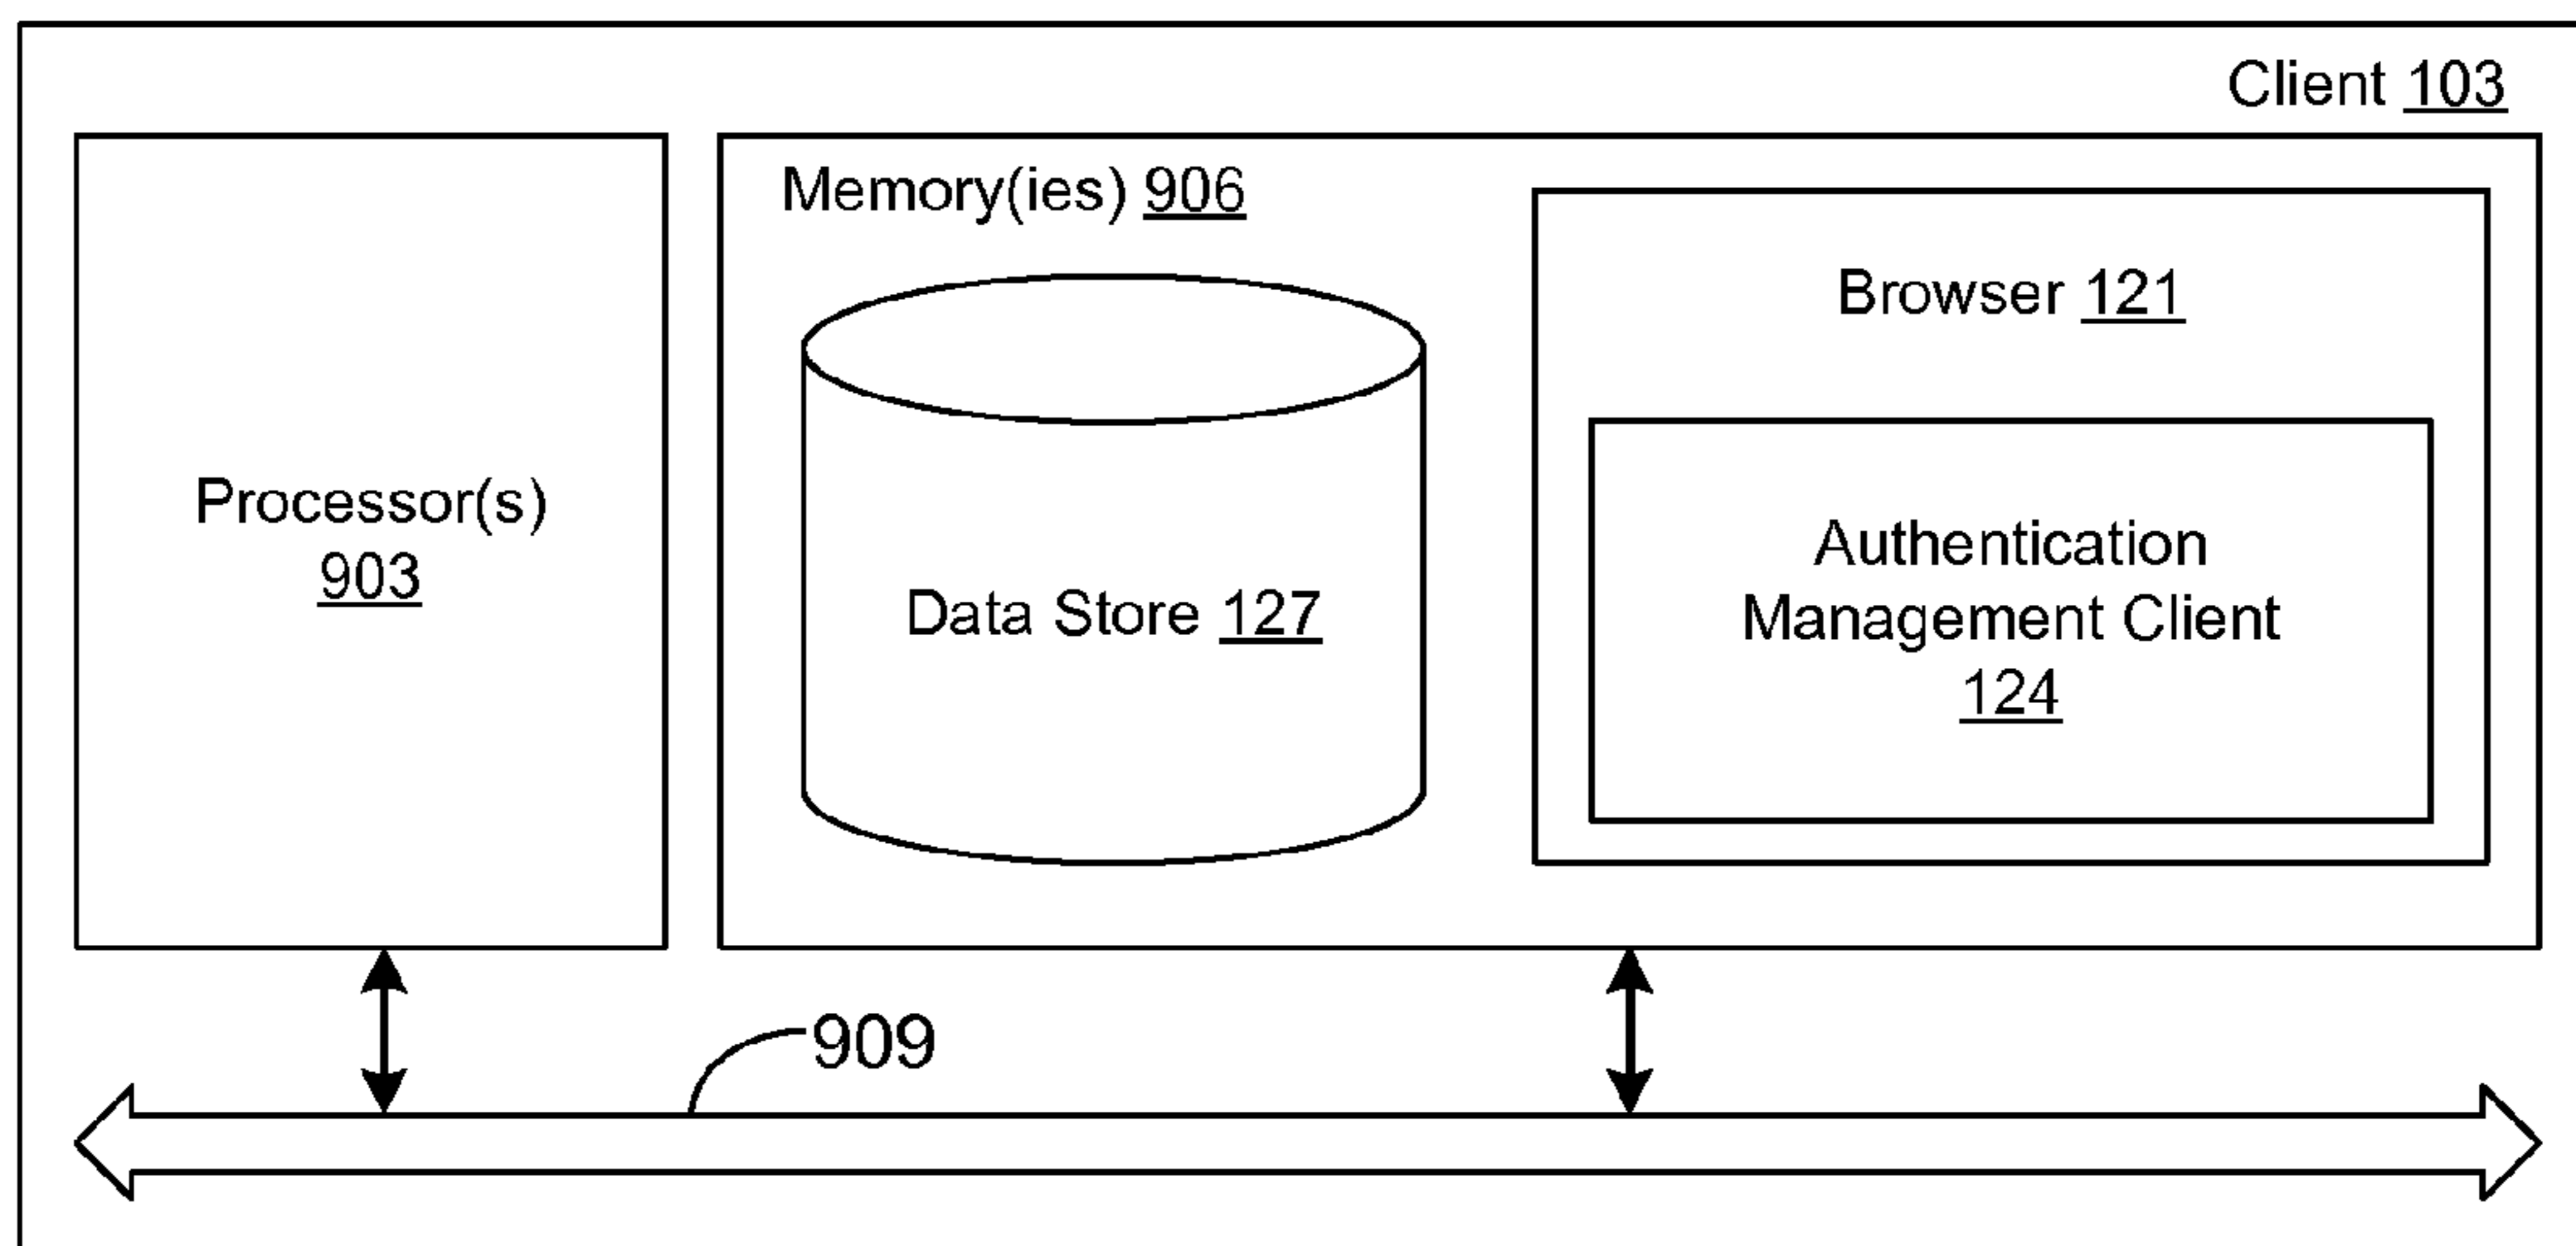 Client 103
Memory(ies) 906
Browser 121
Processor(s)
903
Data Store 127
Authentication
Management Client
124
909